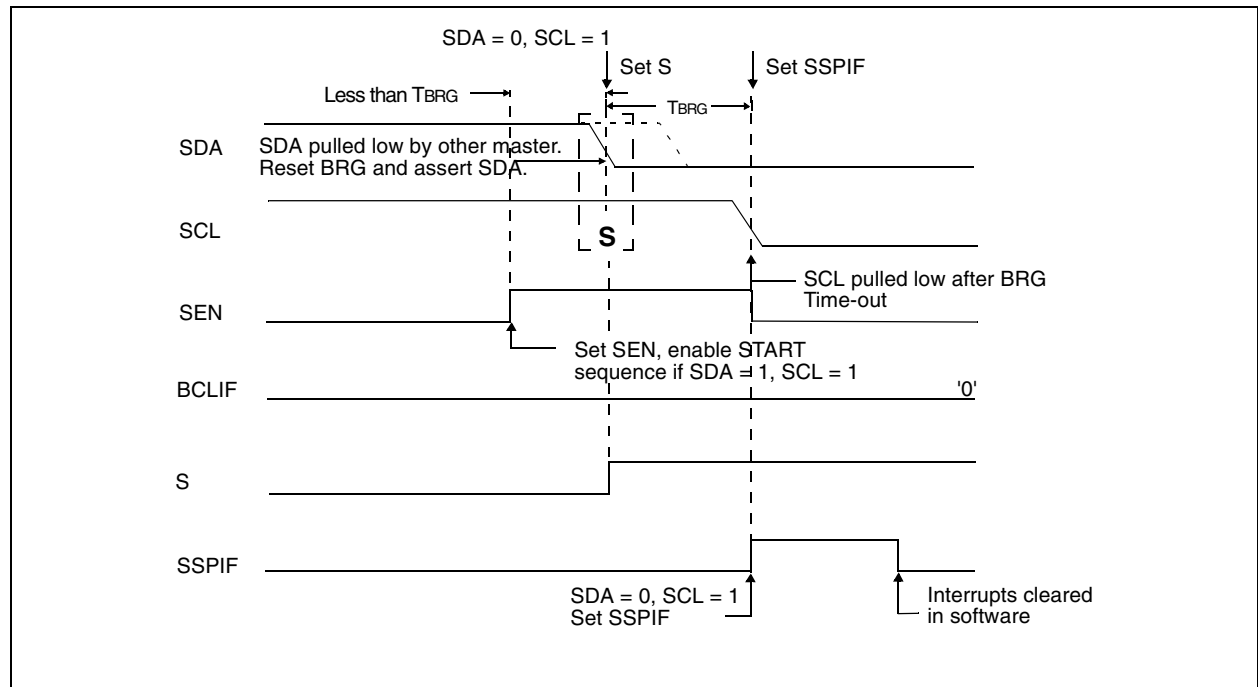 SDA = 0, SCL = 1
Set S
Set SSPIF
Less than TBRG
TBRG
SDA
SDA pulled low by other master.
Reset BRG and assert SDA.
SCL
S
SCL pulled low after BRG
Time-out
SEN
Set SEN, enable START
sequence if SDA = 1, SCL = 1
BCLIF
'0'
S
SSPIF
SDA = 0, SCL = 1
Set SSPIF
Interrupts cleared
in software